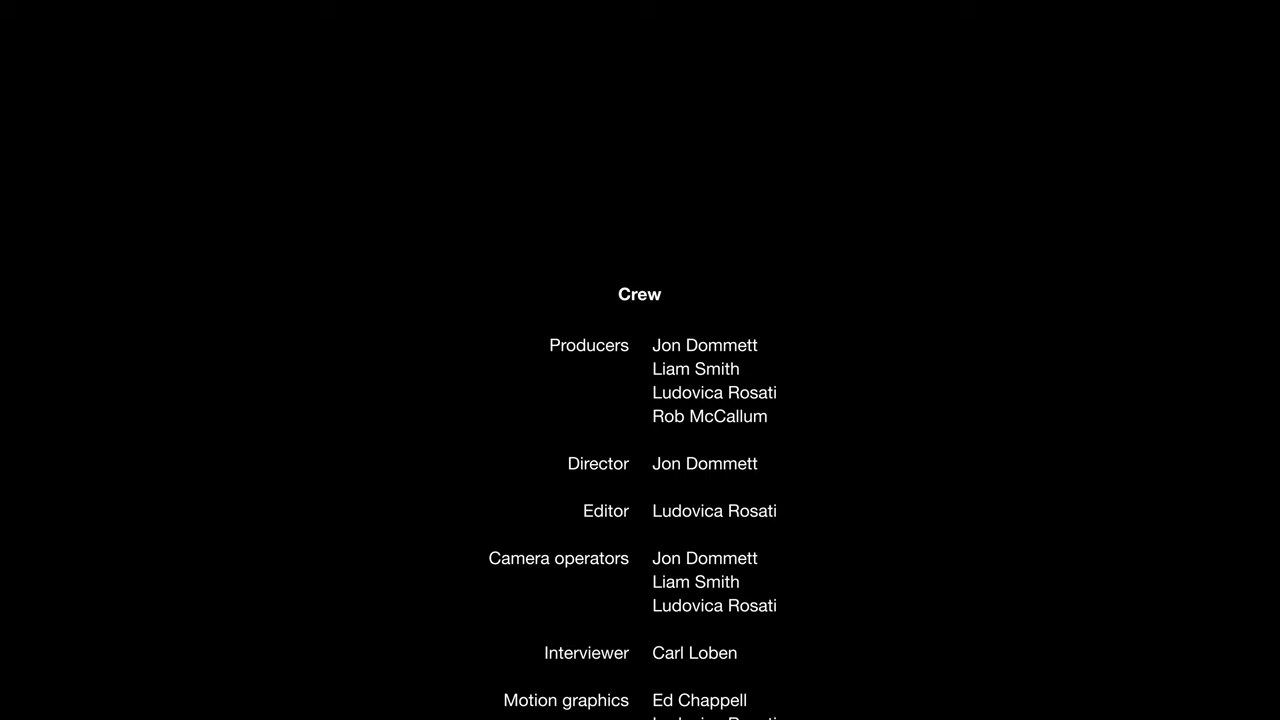 Crew
Producers Jon Dommett
Liam Smith
Ludovica Rosati
Rob McCallum
Director Jon Dommett
Editor Ludovica Rosati
Camera operators Jon Dommett
Liam Smith
Ludovica Rosati
Interviewer Carl Loben
Motion graphics Ed Chappell